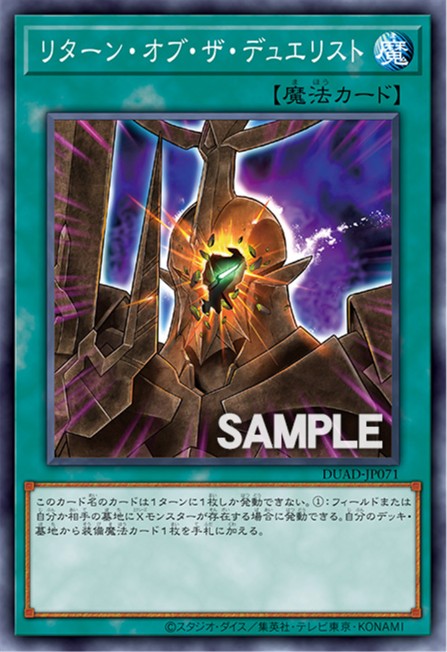 リターン・オブ・ザ・デュエリスト
魔
【魔法カード】
SAMPLE
DUAD-JP071
このカード名のカードは1ターンに1枚しか発動できない。①:フィールドまたは
自分か相手の墓地にXモンスターが存在する場合に発動できる。自分のデッキ・
墓地から装備魔法カード1枚を手札に加える。
©スタジオ・ダイス/集英社・テレビ東京・KONAMI